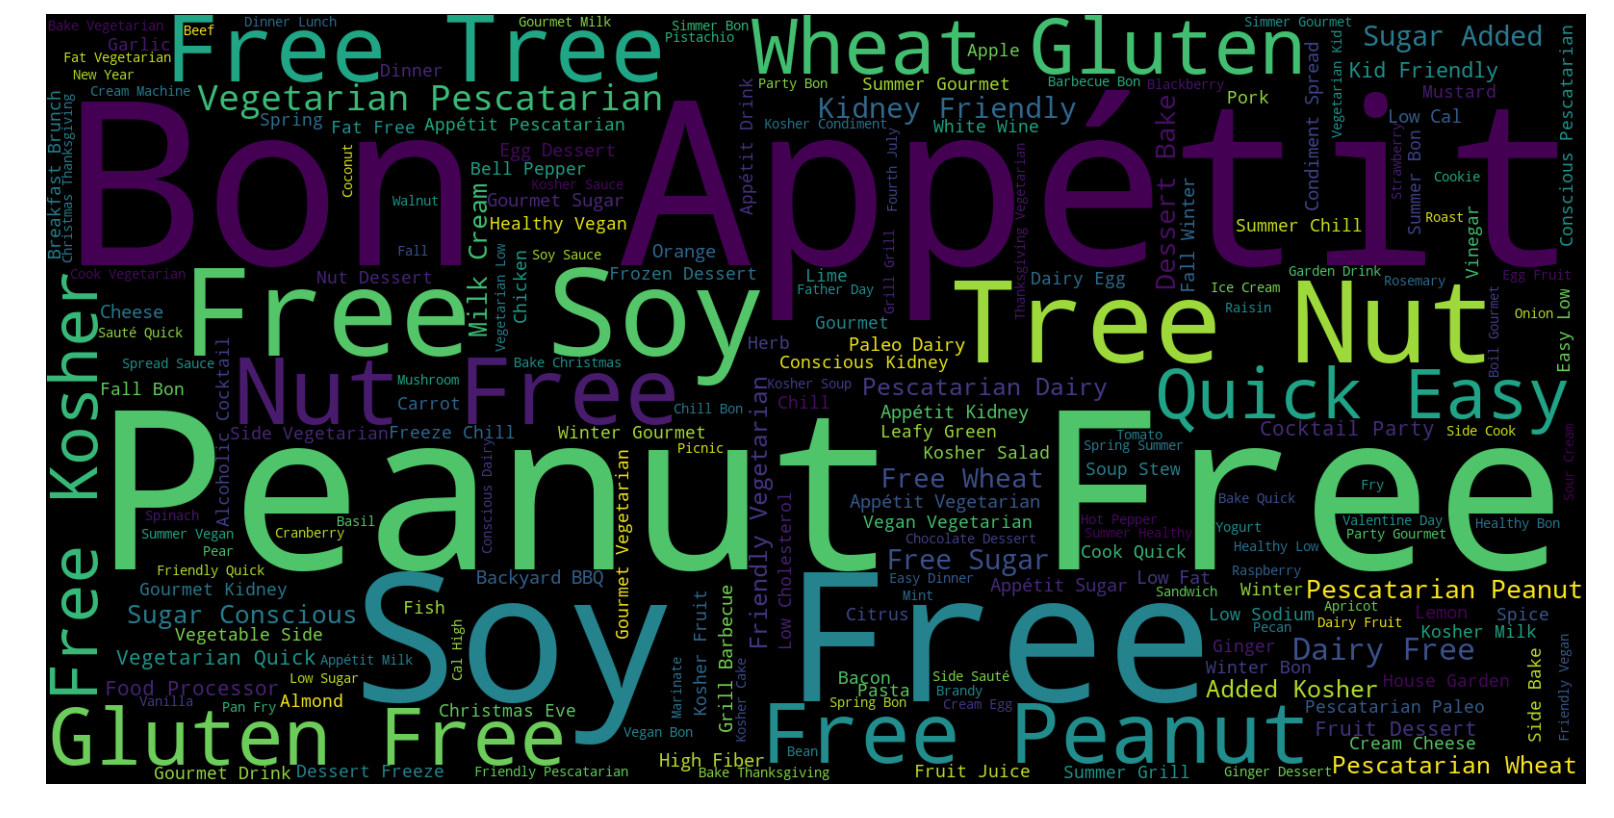 Bake Vegetarian
Dinner Lunch
Gourmet Milk
Simmer Bon
Simmer Gourmet
Beef
Free Tree
Pistachio
Wheat Gluten
Apple
Sugar Added
Garlic
Fat Vegetarian
New Year
Dinner
Kid Friendly
Vegetarian Kid
Conscious Pescatarian
Cream Machine
Vegetarian Pescatarian
Party Bon
Summer Gourmet
Barbecue Bon
Blackberry
Pork
Condiment Spread
Mustard
Breakfast Brunch
Christmas Thanksgiving
Spring
Fat Free
Appétit Pescatarian
Appétit Drink
Kidney Friendly
Kosher Condiment
White Wine
Dessert Bake
Low Cal
Bon Appétit
Egg Dessert
Bell Pepper
Coconut
Kosher Sauce
Walnut
Gourmet Sugar
Healthy Vegan
Fourth July
Thanksgiving Vegetarian
Strawberry
Summer Bon
Cookie
Roast
Summer Chill
Vinegar
Fall
Milk Cream
Soy Sauce
Orange
Grill Grill
Fall Winter
Cook Vegetarian
Nut Dessert
Vegetarian Low
Chicken
Frozen Dessert
Lime
Father Day
Dairy Egg
Garden Drink
Rosemary
Egg Fruit
Free Kosher
Cheese
Free Soy
Tree Nut
Ice Cream
Raisin
Onion
Sauté Quick
Gourmet
Herb
Paleo Dairy
Boil Gourmet
Easy Low
Spread Sauce
Alcoholic Cocktail
Nut Free
Bake Christmas
Conscious Kidney
Fall Bon
Mushroom
Carrot
Friendly Vegetarian
Kosher Soup
Pescatarian Dairy
Quick Easy
Chill Bon
Chill
Appétit Kidney
Side Vegetarian
Freeze Chill
Winter Gourmet
Leafy Green
Tomato
Cocktail Party
Side Cook
Peanut Free
Conscious Dairy
Picnic
Kosher Salad
Spring Summer
Soup Stew
Sour Cream
Gourmet Vegetarian
Low Cholesterol
Free Wheat
Fry
Appétit Vegetarian
Bake Quick
Spinach
Basil
Vegan Vegetarian
Hot Pepper
Yogurt
Valentine Day
Healthy Bon
Summer Vegan
Cranberry
Chocolate Dessert
Summer Healthy
Party Gourmet
Pear
Cook Quick
Healthy Low
Friendly Quick
Backyard BBQ
Free Sugar
Raspberry
Gourmet Kidney
Soy Free
Easy Dinner
Appétit Sugar
Low Fat
Sandwich
Winter
Pescatarian Peanut
Mint
Sugar Conscious
Fish
Kosher Fruit
Grill Barbecue
Citrus
Low Sodium
Apricot
Lemon
Spice
Dairy Fruit
Vegetable Side
Cal High
Pecan
Kosher Milk
Ginger
Dairy Free
Vegetarian Quick
Appétit Milk
Marinate
Kosher Cake
Winter Bon
Friendly Vegan
Side Bake
Low Sugar
Bacon
Side Sauté
House Garden
Food Processor
Almond
Pasta
Brandy
Added Kosher
Vanilla
Pan Fry
Christmas Eve
Spring Bon
Cream Egg
Pescatarian Paleo
Gluten Free
Vegan Bon
Free Peanut
Fruit Dessert
Bean
Cream Cheese
High Fiber
Gourmet Drink
Dessert Freeze
Friendly Pescatarian
Bake Thanksgiving
Fruit Juice
Summer Grill
Ginger Dessert
Pescatarian Wheat